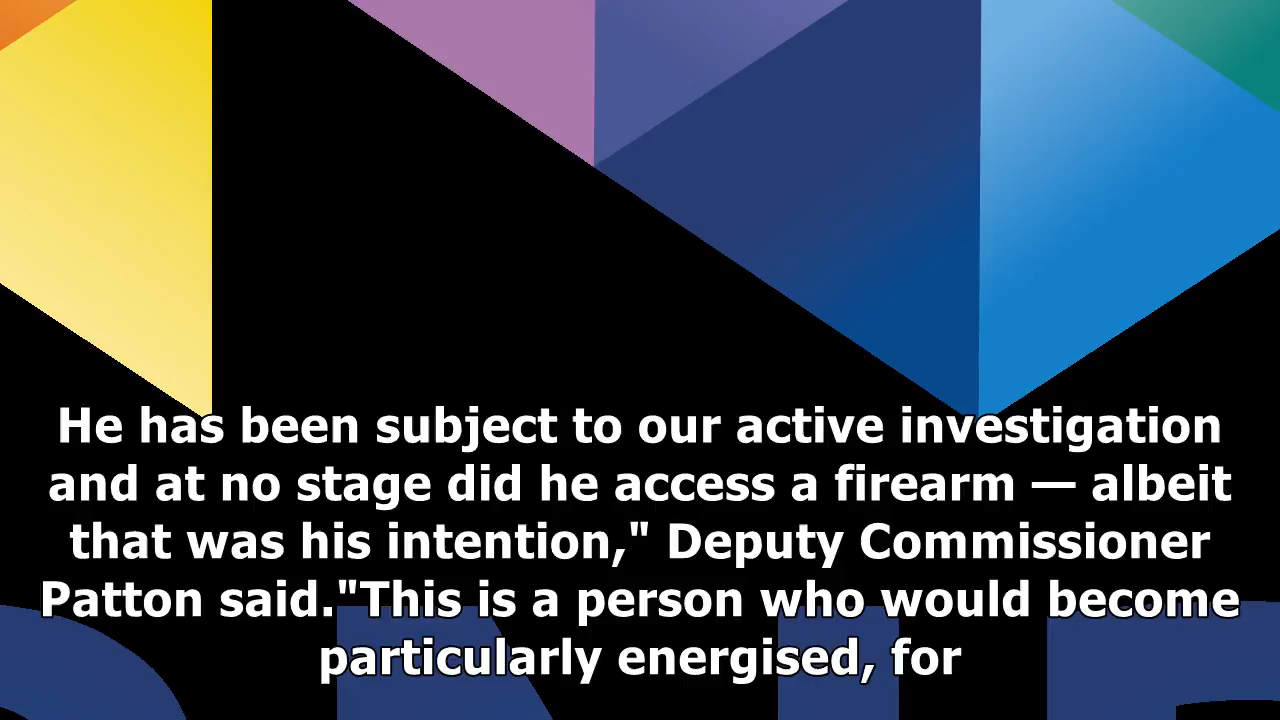 He has been subject to our active investigation
and at no stage did he access a firearm — albeit
that was his intention," Deputy Commissioner
Patton said."This is a person who would become
particularly energised, for